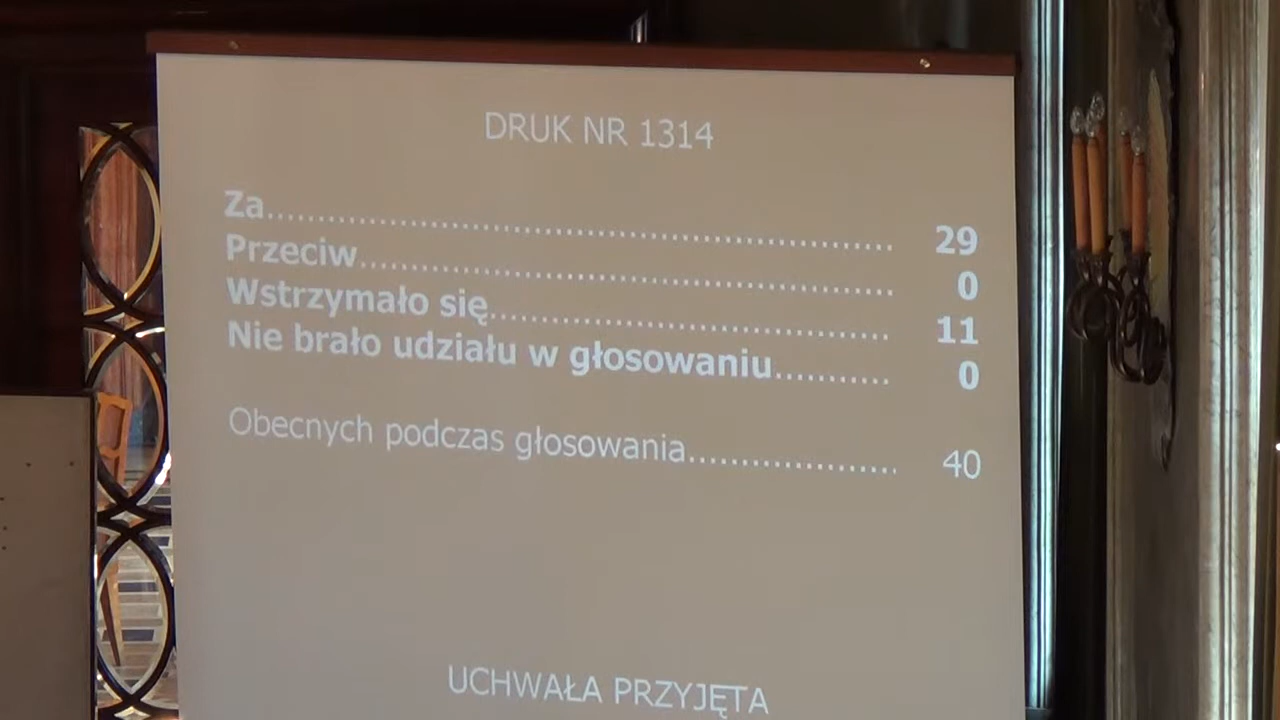 DRUK NR 1314
Za........................................................................ 29
Przeciw............................................................. 0
Wstrzymało się.............................................. 11
Nie brało udziału w głosowaniu........... 0
Obecnych podczas głosowania.................... 40
UCHWAŁA PRZYJĘTA